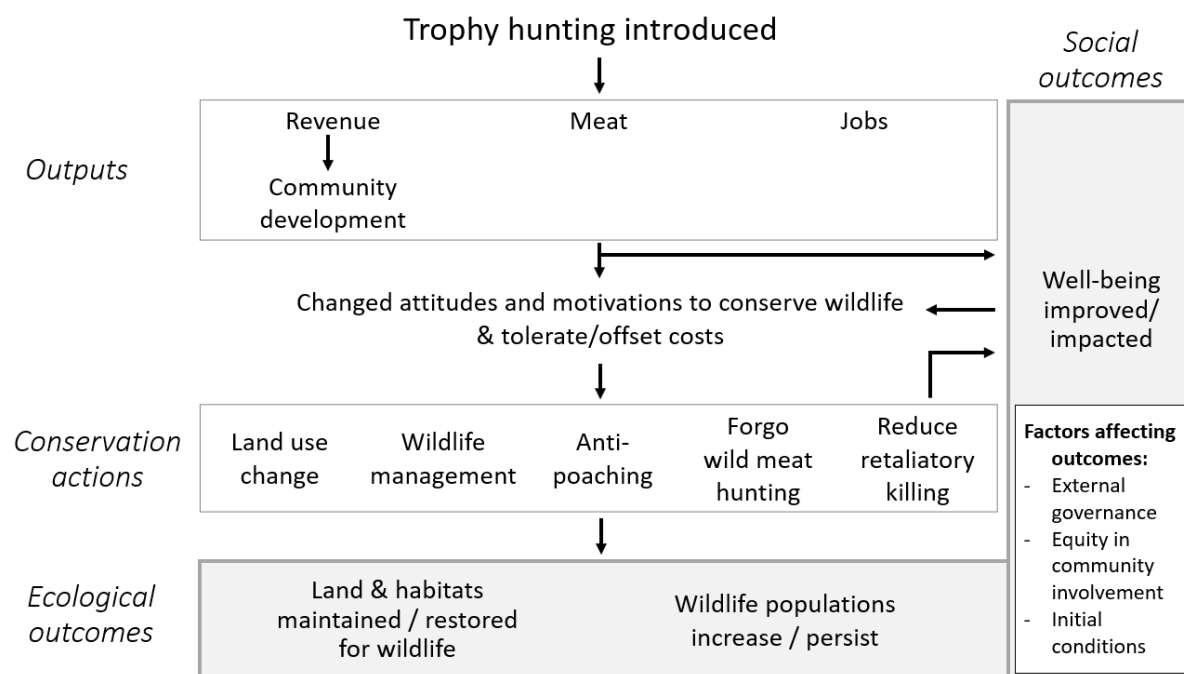 Trophy hunting introduced
Social
outcomes
Outputs
Revenue
Meat
Jobs
Community
development
Changed attitudes and motivations to conserve wildlife
& tolerate/offset costs
Well-being
improved/
impacted
Conservation
actions
Land use
change
Wildlife
management
Anti-
poaching
Forgo
wild meat
hunting
Reduce
retaliatory
killing
Factors affecting
outcomes:
- External
governance
- Equity in
community
involvement
- Initial
conditions
Ecological
outcomes
Land & habitats
maintained / restored
for wildlife
Wildlife populations
increase / persist